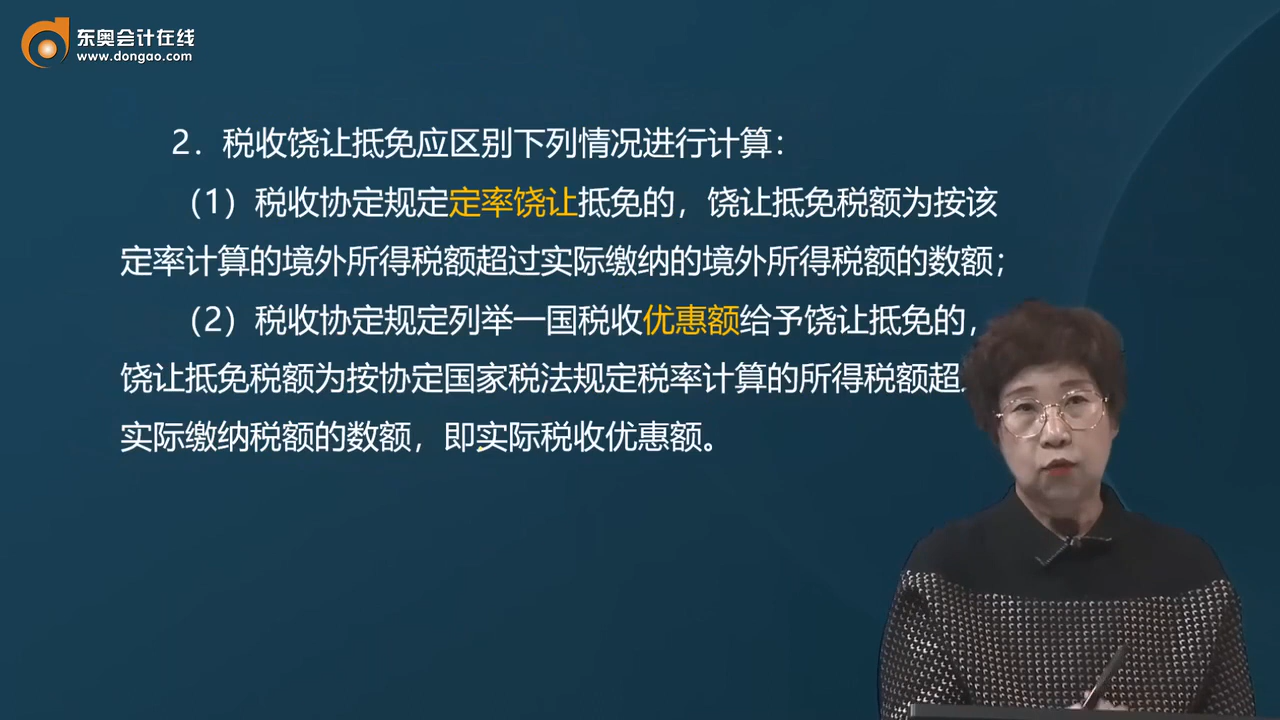 东奥会计在线
www.dongao.com
2．税收饶让抵免应区别下列情况进行计算：
（1）税收协定规定定率饶让抵免的，饶让抵免税额为按该
定率计算的境外所得税额超过实际缴纳的境外所得税额的数额；
（2）税收协定规定列举一国税收优惠额给予饶让抵免的，
饶让抵免税额为按协定国家税法规定税率计算的所得税额超
实际缴纳税额的数额，即实际税收优惠额。